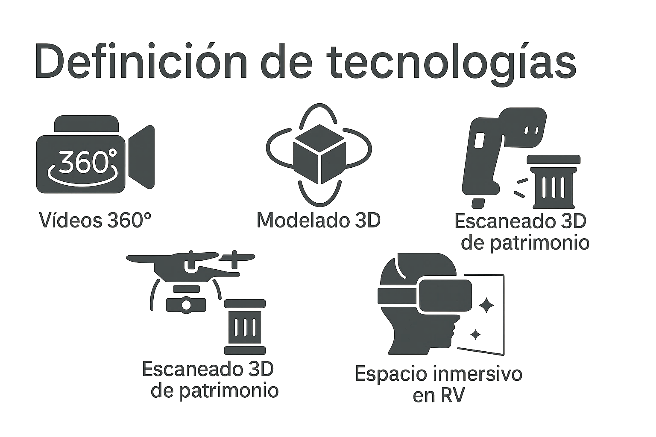 Definición de tecnologías
360°
Vídeos 360°
Modelado 3D
Escaneado 3D
de patrimonio
Escaneado 3D
de patrimonio
Espacio inmersivo
en RV